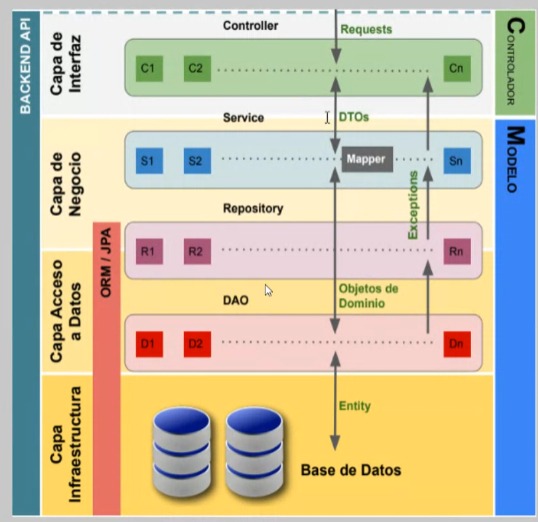 BACKEND API
Capa de
Interfaz
Controller
Requests
C1
C2
Cn
CONTROLADOR
DTOs
Capa de
Negocio
Service
S1
S2
Mapper
Sn
MODELO
Exceptions
Repository
ORM / JPA
R1
R2
Rn
Capa Acceso
a Datos
DAO
Objetos de
Dominio
D1
D2
Dn
Capa
Infraestructura
Entity
Base de Datos